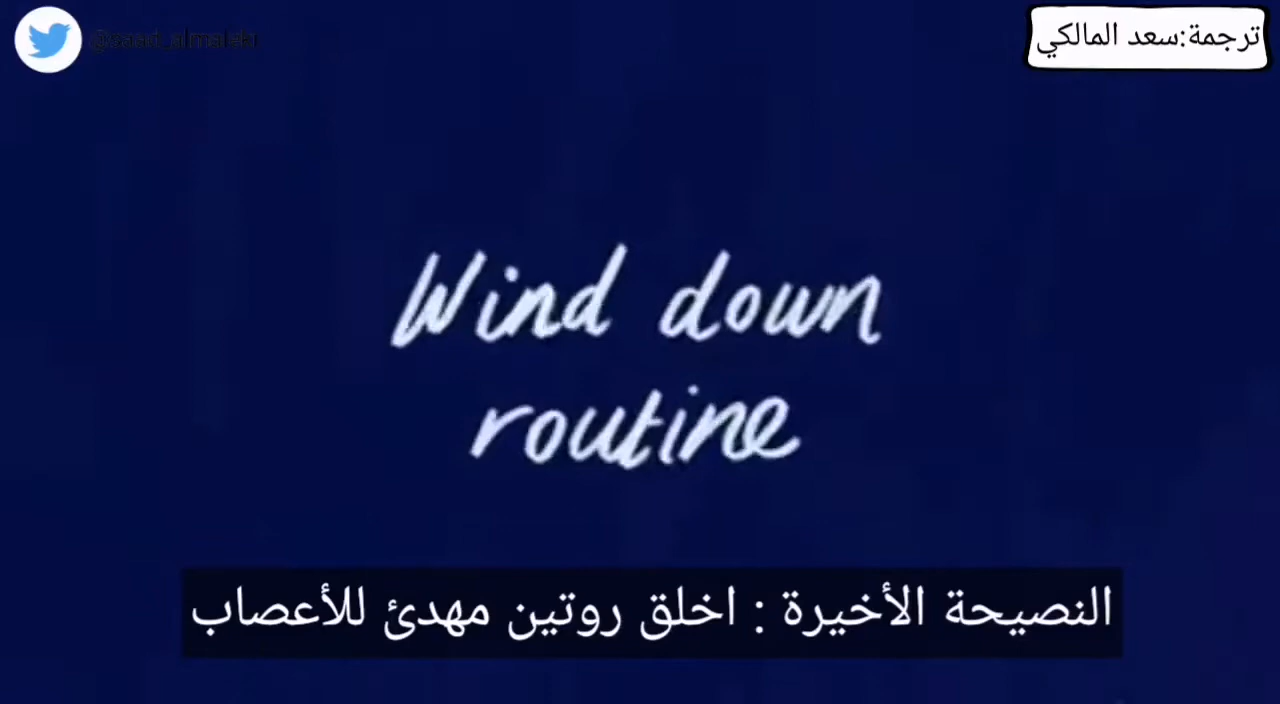 ترجمة:سعد المالكي
Wind down
routine
النصيحة الأخيرة : اخلق روتين مهدئ للأعصاب